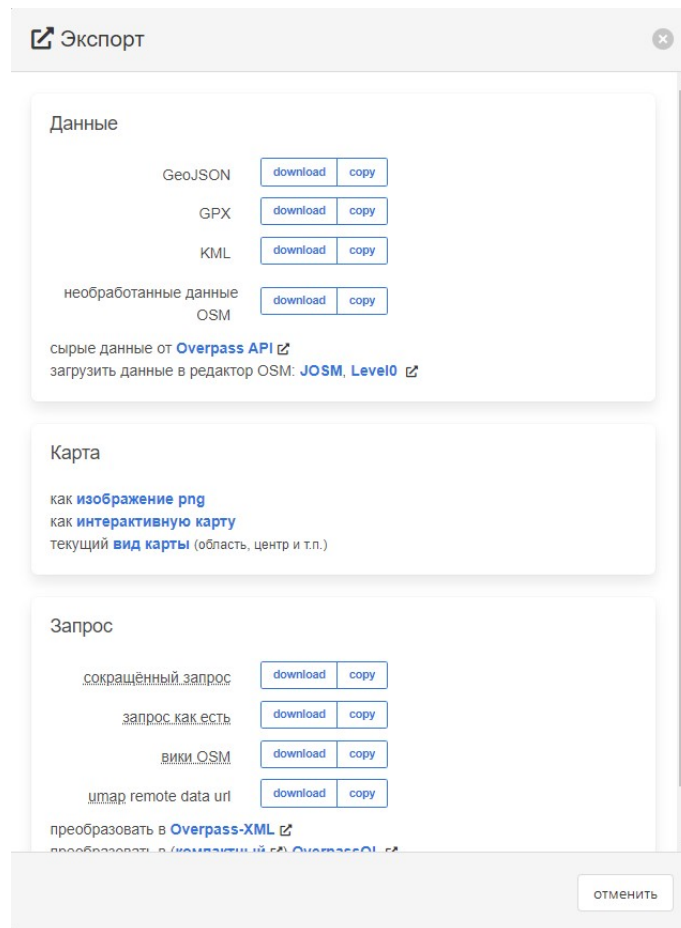 Экспорт
Данные
GeoJSON download copy
GPX download copy
KML download copy
необработанные данные
OSM download copy
сырые данные от Overpass API
загрузить данные в редактор OSM: JOSM, Level0
Карта
как изображение png
как интерактивную карту
текущий вид карты (область, центр и т.п.)
Запрос
сокращённый запрос download copy
запрос как есть download copy
вики OSM download copy
umap remote data url download copy
преобразовать в Overpass-XML
преобразовать в (компактный) OverpassQL
отменить